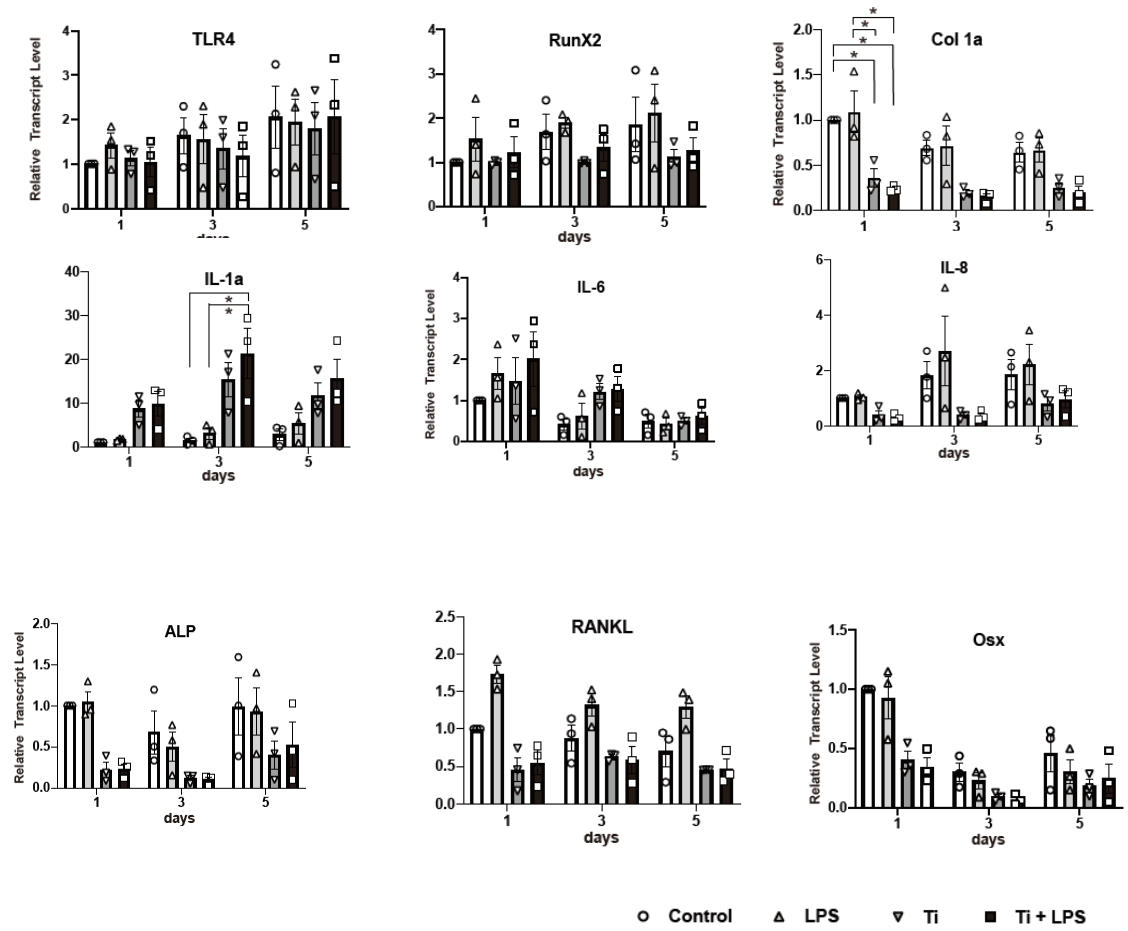 TLR4
Relative Transcript Level
4
3
2
1
0
1 3 5
days
RunX2
Relative Transcript Level
4
3
2
1
0
1 3 5
days
Col 1a
Relative Transcript Level
2.0
1.5
1.0
0.5
0.0
*
*
*
*
1 3 5
days
IL-1a
40
30
20
10
0
*
*
1 3 5
days
IL-6
Relative Transcript Level
4
3
2
1
0
1 3 5
days
IL-8
6
4
2
0
1 3 5
days
ALP
Relative Transcript Level
2.0
1.5
1.0
0.5
0.0
1 3 5
days
RANKL
2.5
2.0
1.5
1.0
0.5
0.0
1 3 5
days
Osx
Relative Transcript Level
1.5
1.0
0.5
0.0
1 3 5
days
Control LPS Ti Ti + LPS